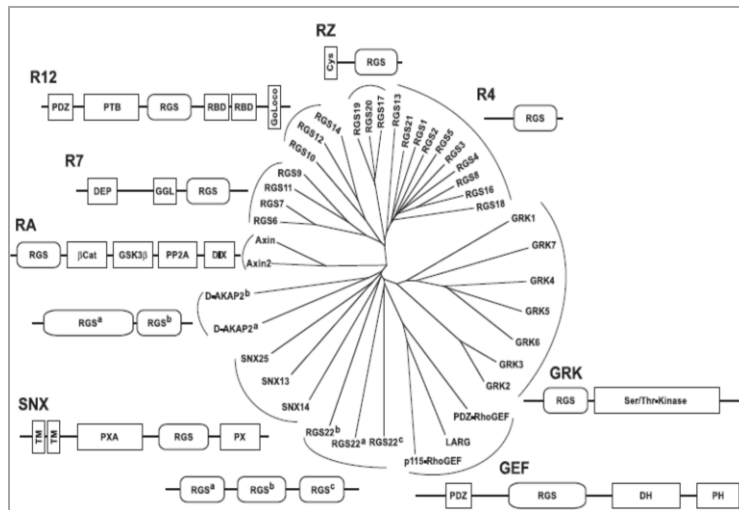 RZ
Cys
RGS
R12
PDZ
PTB
RGS
RBD
RBD
GoLoco
R4
RGS
R7
DEP
GGL
RGS
RA
RGS
βCat
GSK3β
PP2A
DIX
RGSᵃ
RGSᵇ
SNX
TM
TM
PXA
RGS
PX
RGSᵃ
RGSᵇ
RGSᶜ
GRK
RGS
Ser/Thr-Kinase
GEF
PDZ
RGS
DH
PH
RGS19
RGS20
RGS17
RGS13
RGS21
RGS1
RGS2
RGS5
RGS3
RGS4
RGS8
RGS16
RGS18
GRK1
GRK7
GRK4
GRK5
GRK6
GRK3
GRK2
PDZ-RhoGEF
LARG
p115-RhoGEF
RGS22ᶜ
RGS22ᵃ
RGS22ᵇ
SNX14
SNX13
SNX25
D-AKAP2ᵃ
D-AKAP2ᵇ
Axin2
Axin
RGS6
RGS7
RGS11
RGS9
RGS10
RGS12
RGS14